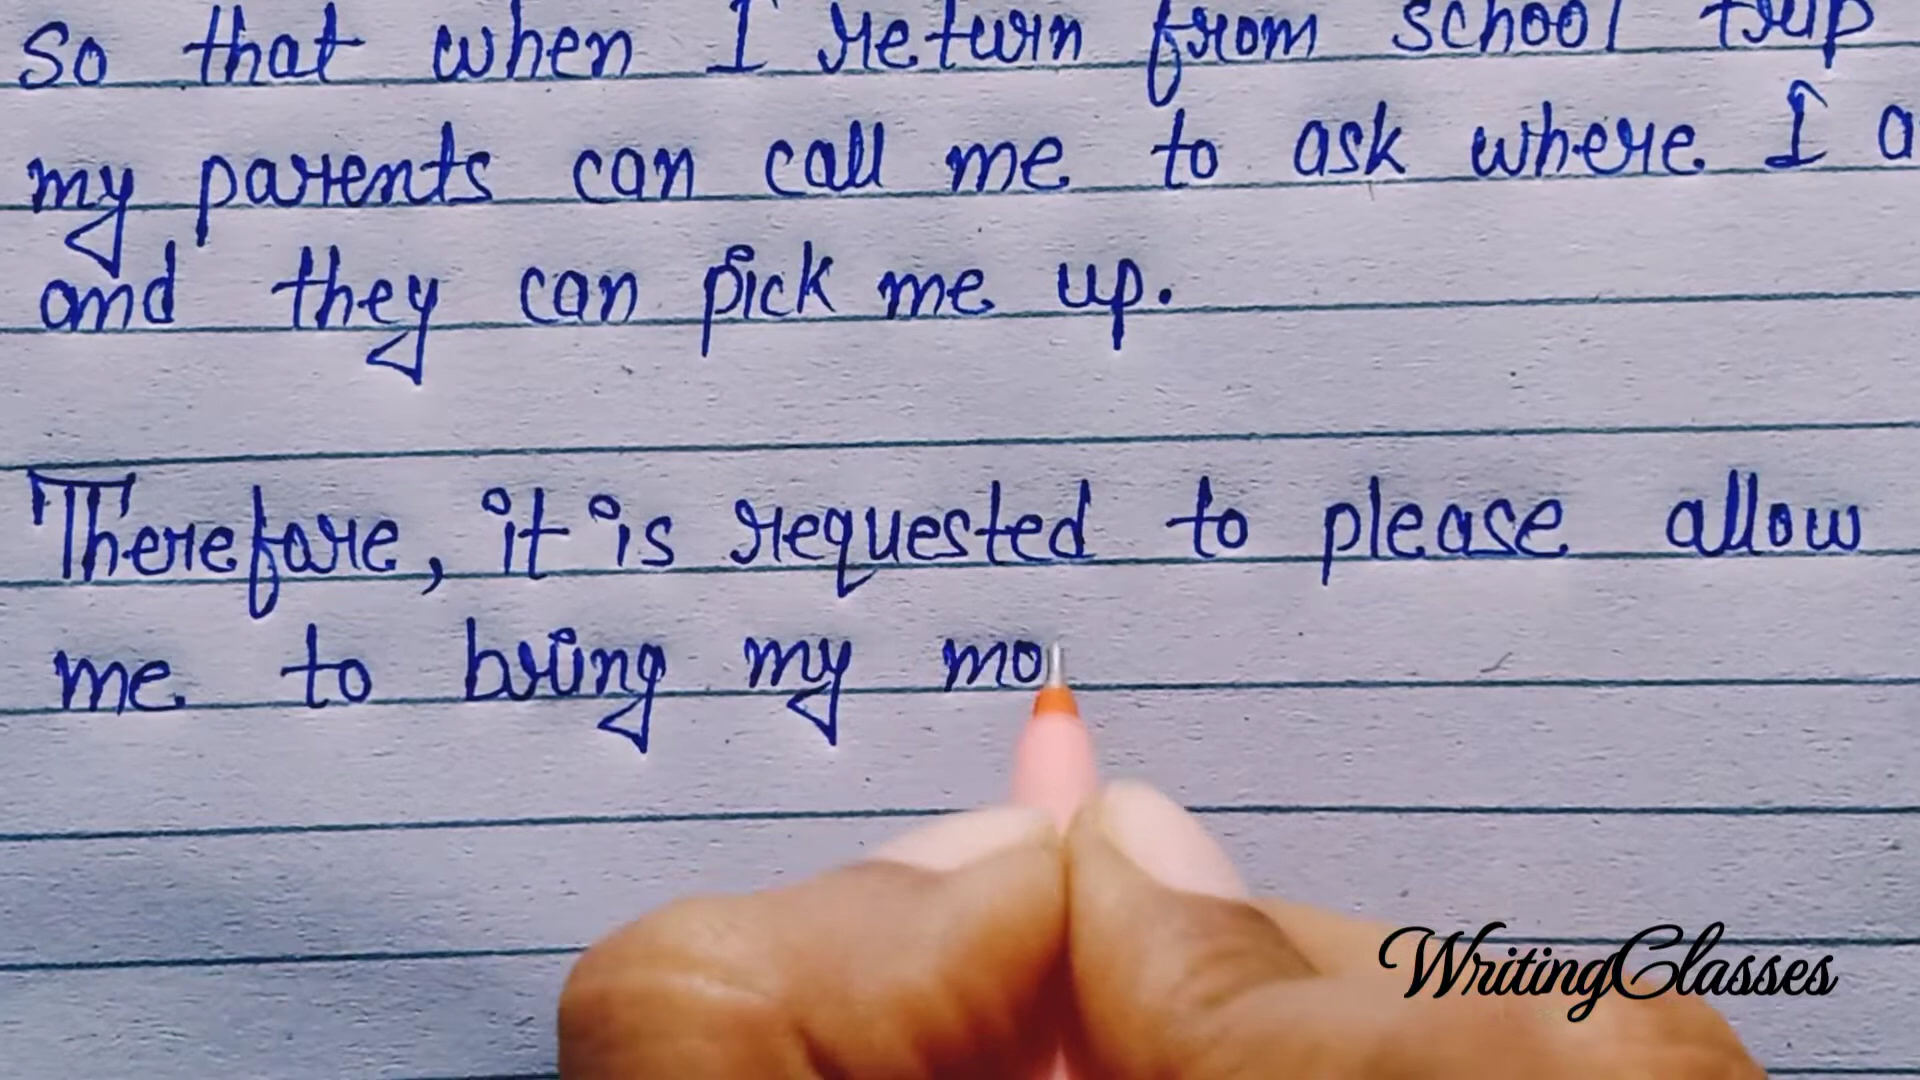 So that when I return from school trip
my parents can call me to ask where I a
and they can pick me up.
Therefore, it is requested to please allow
me to bring my mo
WritingClasses